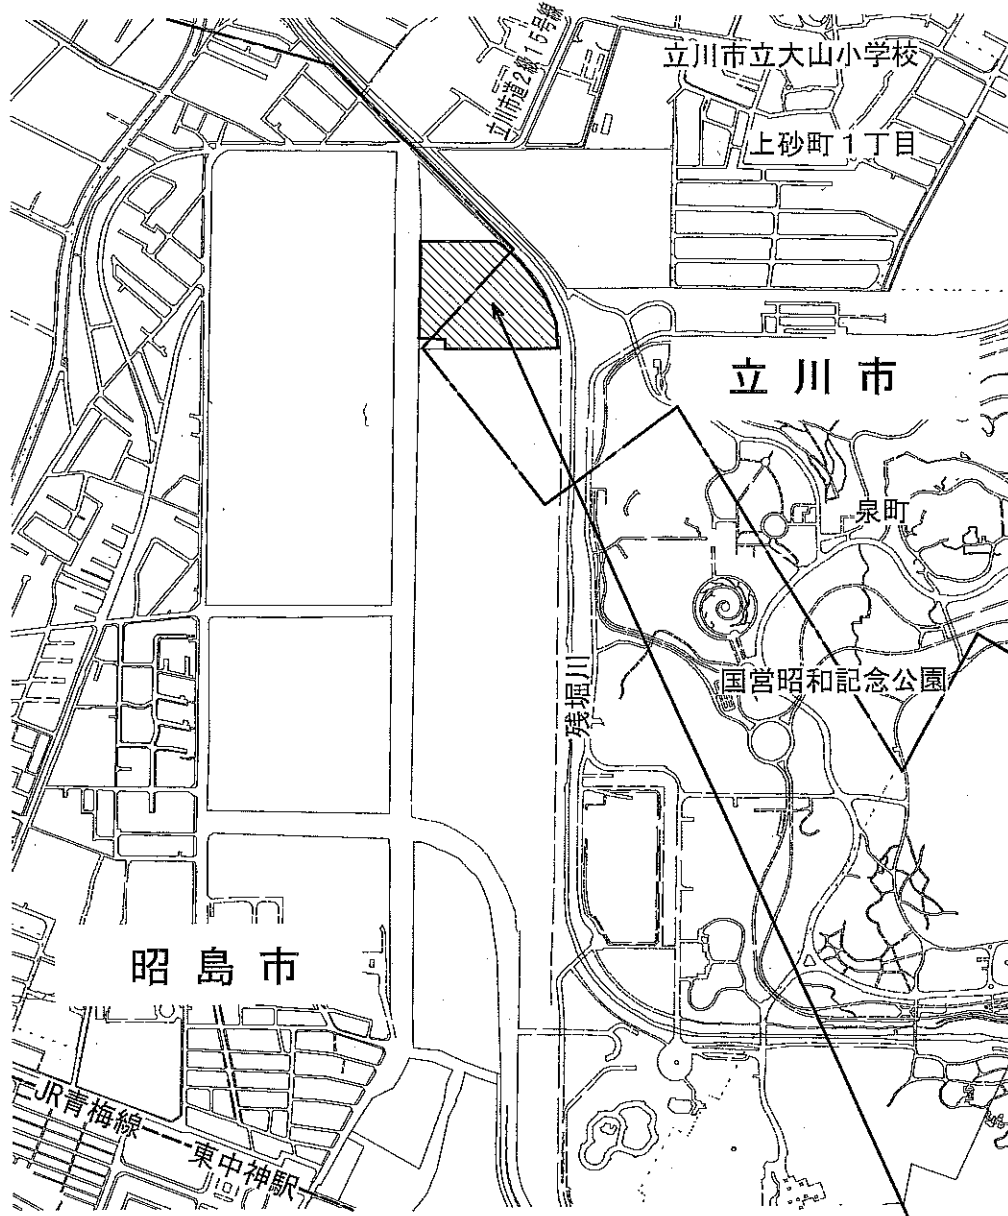 立川市立大山小学校
立川市道2級15号線
上砂町1丁目
立川市
泉町
国営昭和記念公園
残堀川
昭島市
JR青梅線
東中神駅